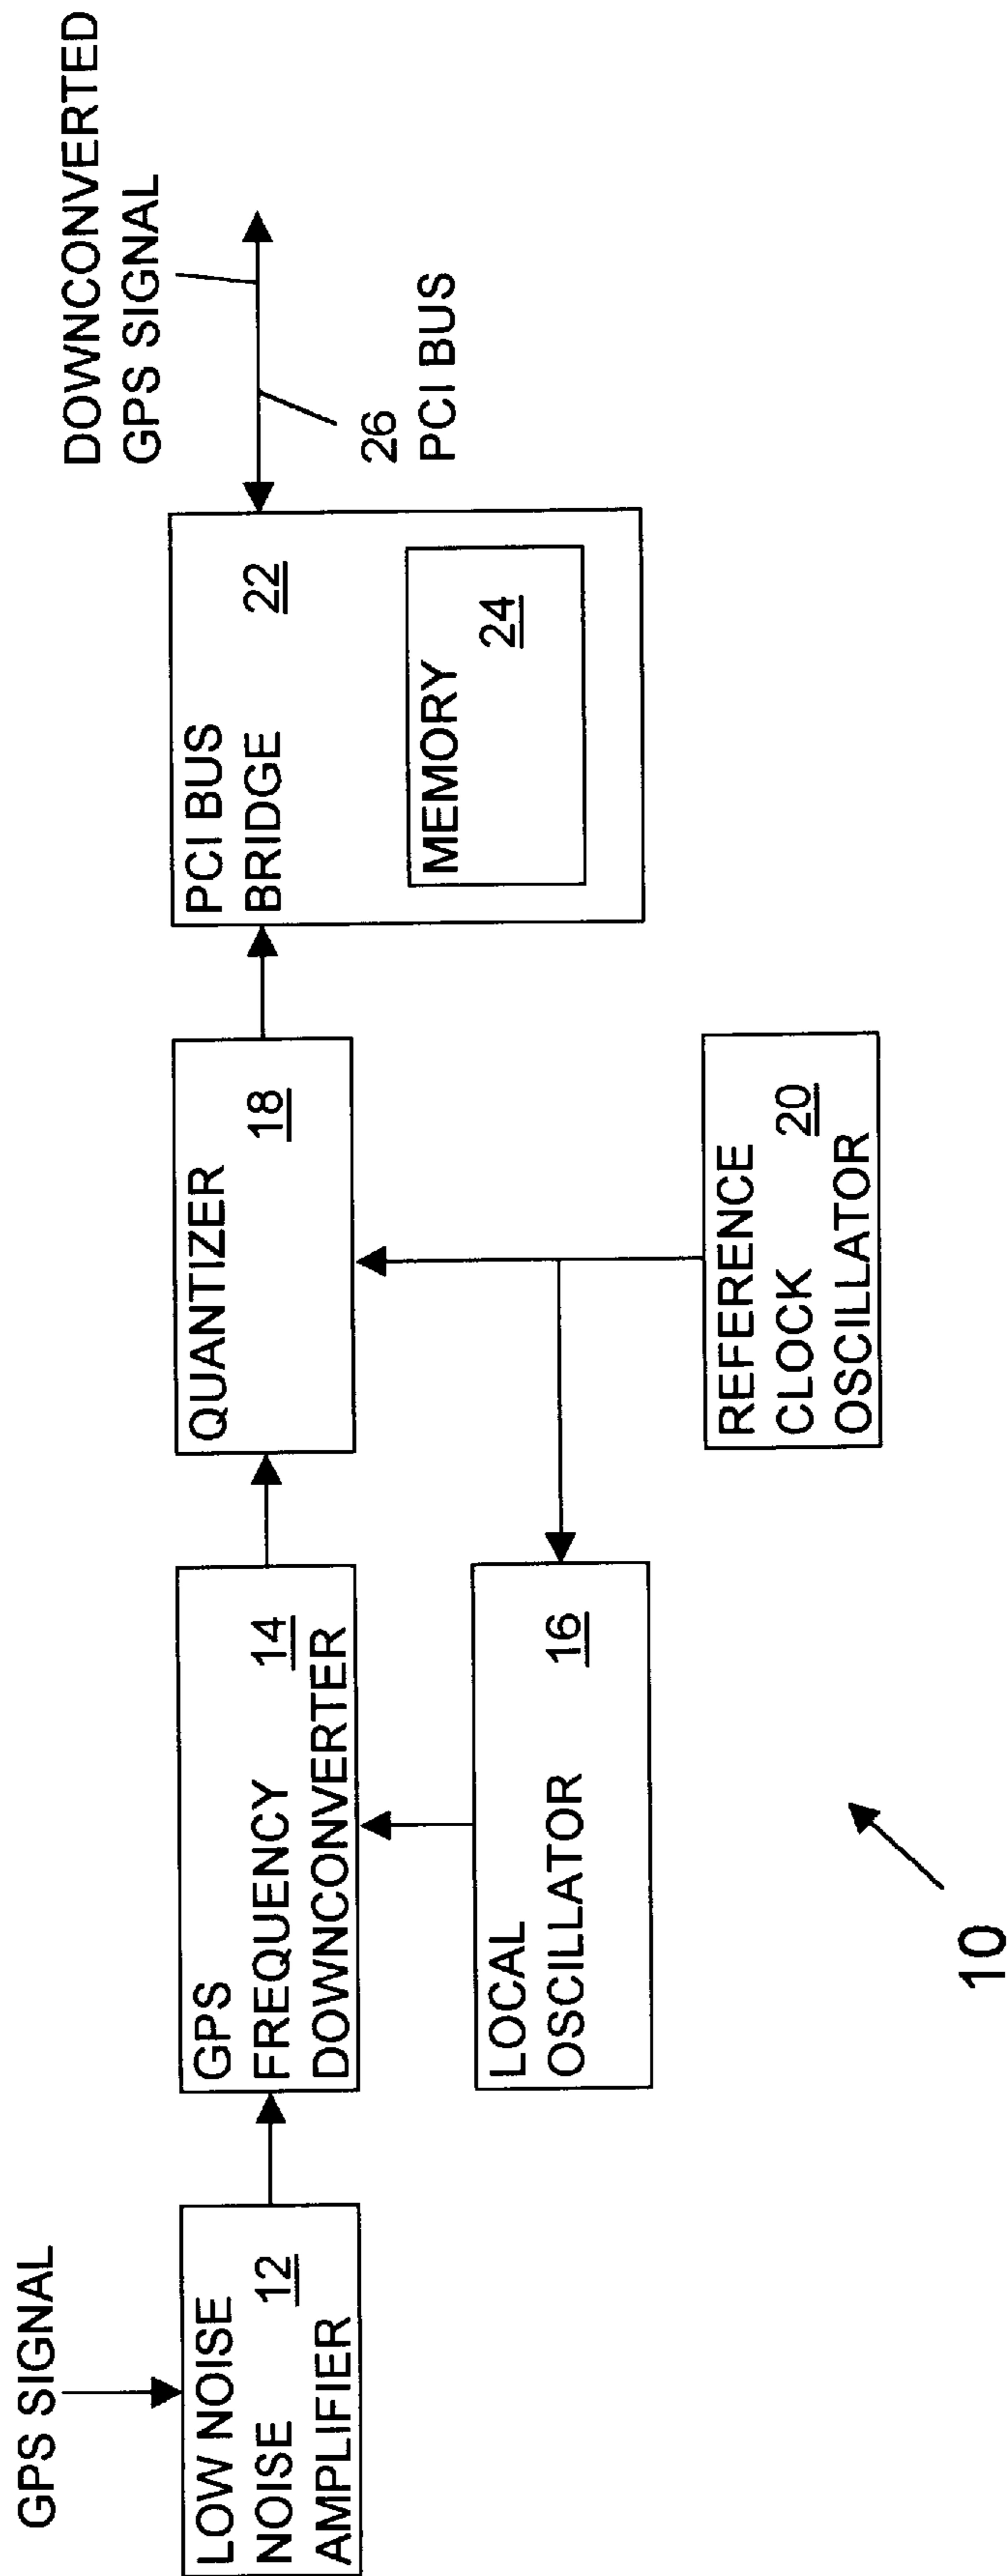 GPS SIGNAL
LOW NOISE
NOISE 12
AMPLIFIER
GPS
FREQUENCY 14
DOWNCONVERTER
LOCAL
OSCILLATOR 16
QUANTIZER
18
REFERENCE
CLOCK 20
OSCILLATOR
PCI BUS
BRIDGE 22
MEMORY
24
DOWNCONVERTED
GPS SIGNAL
26
PCI BUS
10